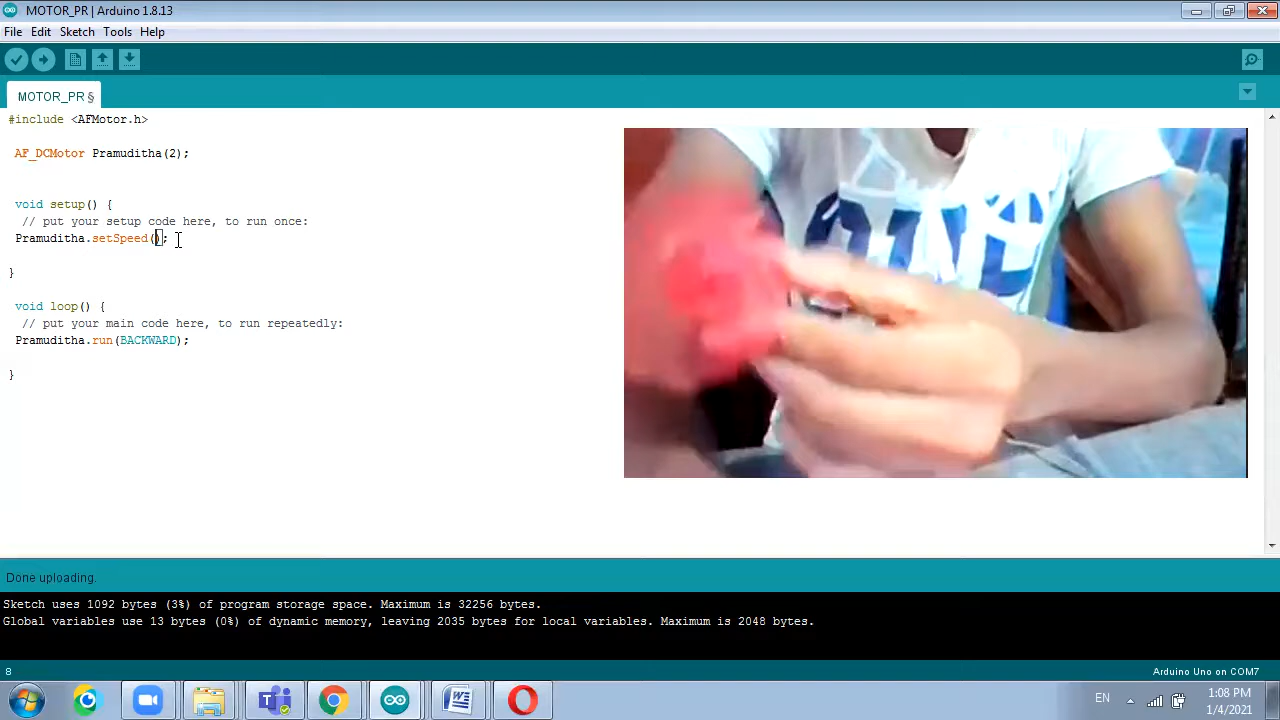 MOTOR_PR | Arduino 1.8.13
File Edit Sketch Tools Help
MOTOR_PR §
#include <AFMotor.h>
AF_DCMotor Pramuditha(2);
void setup() {
// put your setup code here, to run once:
Pramuditha.setSpeed();
}
void loop() {
// put your main code here, to run repeatedly:
Pramuditha.run(BACKWARD);
}
Done uploading.
Sketch uses 1092 bytes (3%) of program storage space. Maximum is 32256 bytes.
Global variables use 13 bytes (0%) of dynamic memory, leaving 2035 bytes for local variables. Maximum is 2048 bytes.
8 Arduino Uno on COM7
EN 1:08 PM
1/4/2021